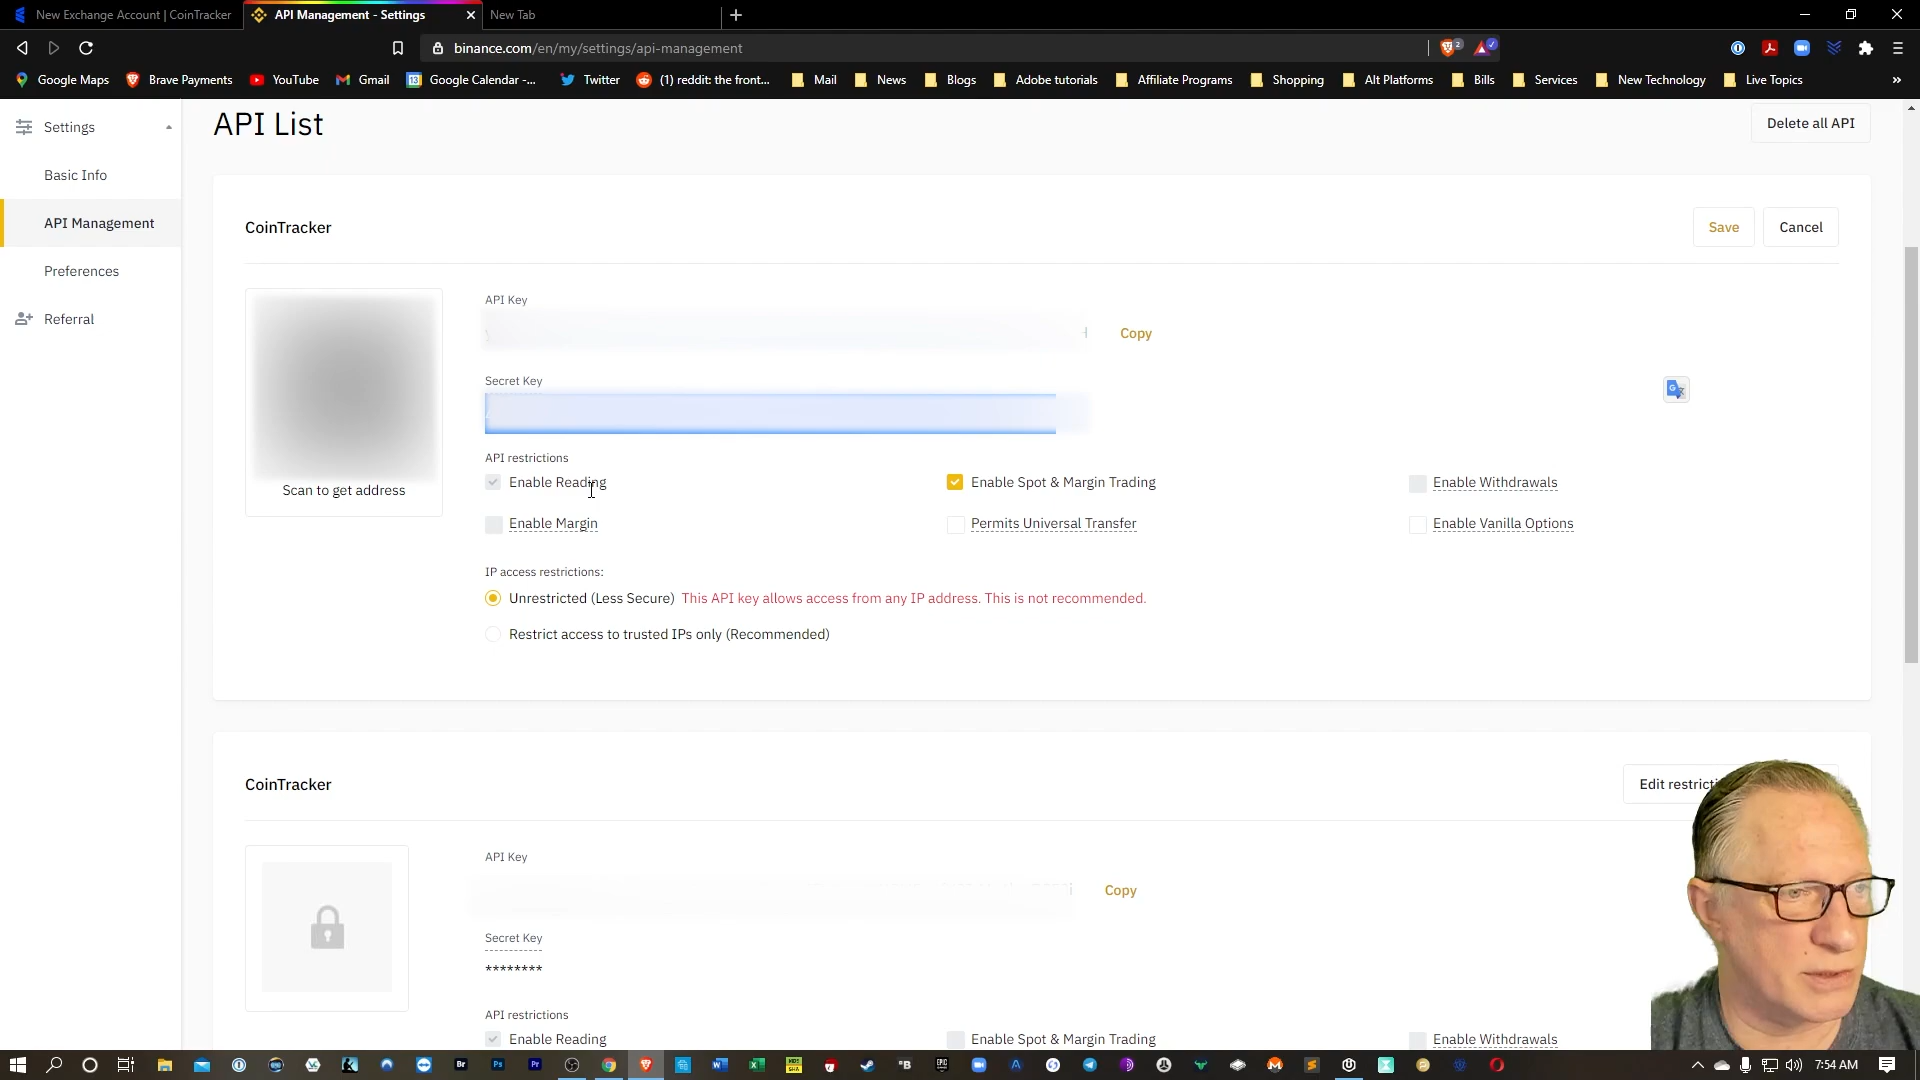 New Exchange Account | CoinTracker
API Management - Settings
New Tab
binance.com/en/my/settings/api-management
2
Google Maps
Brave Payments
YouTube
Gmail
13
Google Calendar -...
Twitter
(1) reddit: the front...
Mail
News
Blogs
Adobe tutorials
Affiliate Programs
Shopping
Alt Platforms
Bills
Services
New Technology
Live Topics
»
Settings
Basic Info
API Management
Preferences
Referral
API List
Delete all API
CoinTracker
Save
Cancel
Scan to get address
API Key
Copy
Secret Key
API restrictions
Enable Reading
Enable Spot & Margin Trading
Enable Withdrawals
Enable Margin
Permits Universal Transfer
Enable Vanilla Options
IP access restrictions:
Unrestricted (Less Secure) This API key allows access from any IP address. This is not recommended.
Restrict access to trusted IPs only (Recommended)
CoinTracker
Edit
API Key
Copy
Secret Key
********
API restrictions
Enable Reading
Enable Spot & Margin Trading
Enable Withdrawals
7:54 AM